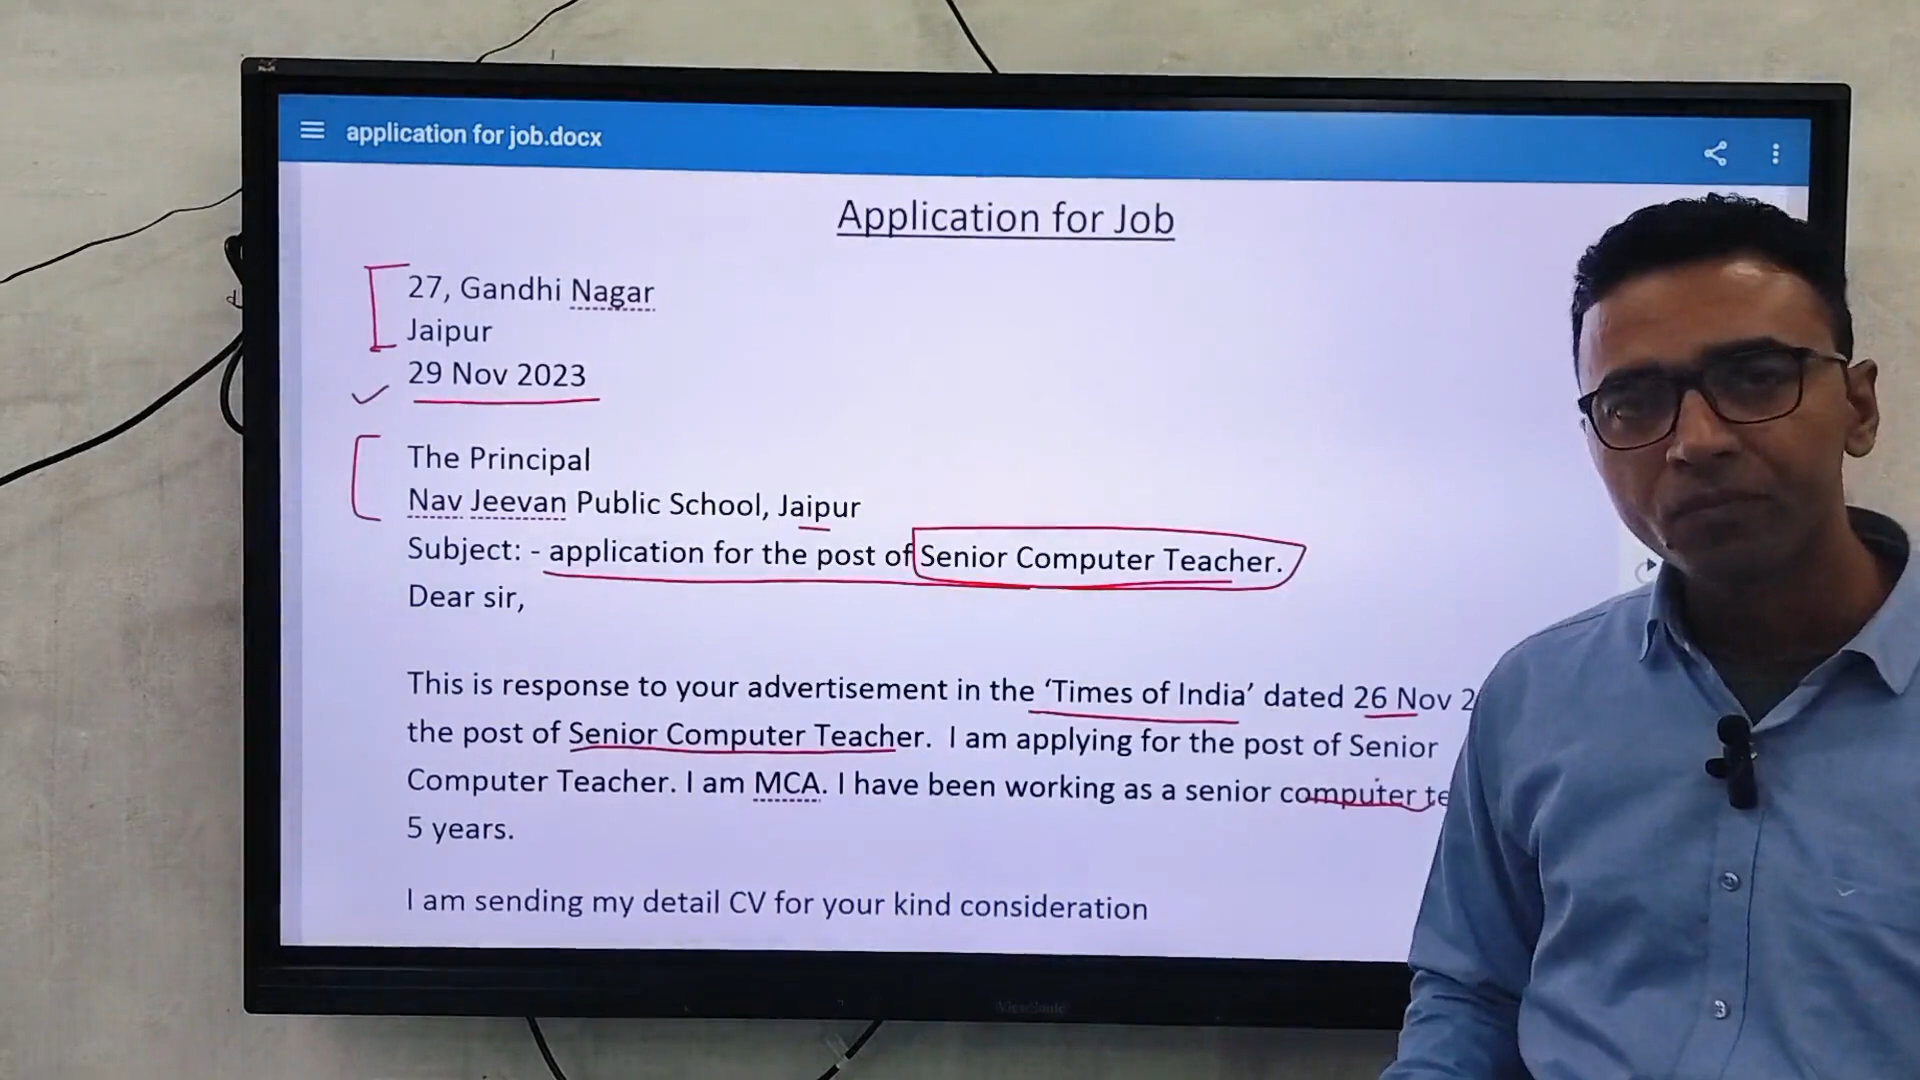 application for job.docx
Application for Job
27, Gandhi Nagar
Jaipur
29 Nov 2023
The Principal
Nav Jeevan Public School, Jaipur
Subject: - application for the post of Senior Computer Teacher.
Dear sir,
This is response to your advertisement in the ‘Times of India’ dated 26 Nov 2
the post of Senior Computer Teacher. I am applying for the post of Senior
Computer Teacher. I am MCA. I have been working as a senior computer te
5 years.
I am sending my detail CV for your kind consideration
ViewSonic